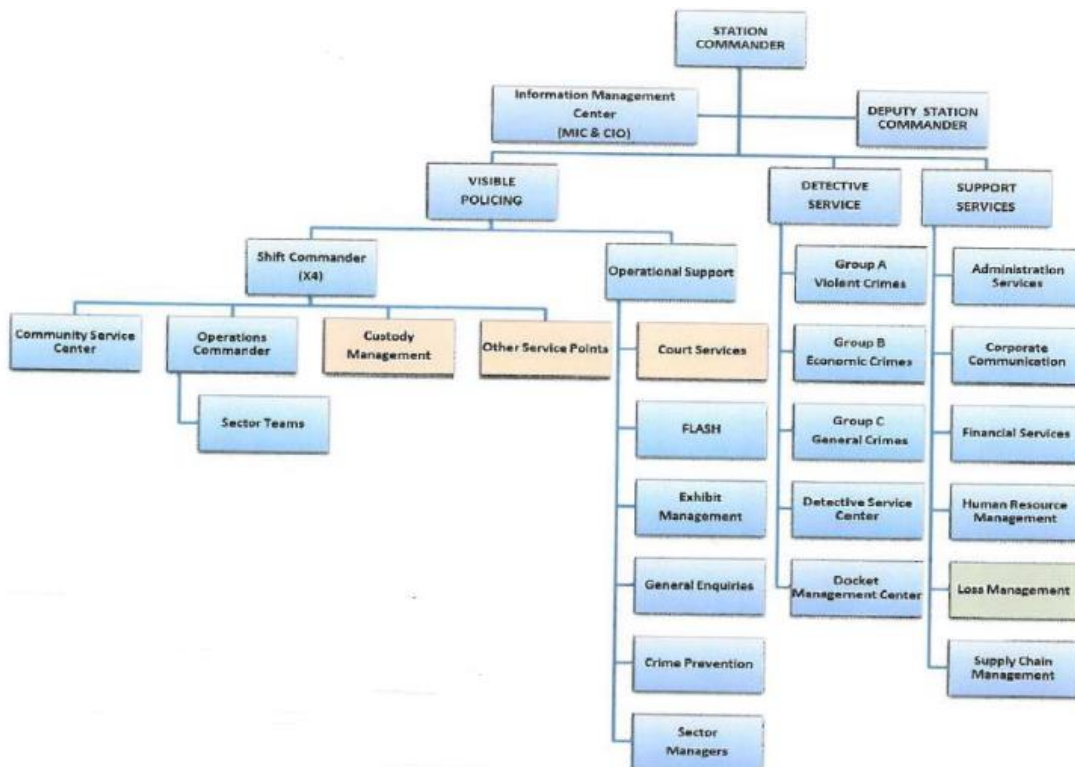 STATION
COMMANDER
Information Management
Center
(MIC & CIO)
DEPUTY STATION
COMMANDER
VISIBLE
POLICING
DETECTIVE
SERVICE
SUPPORT
SERVICES
Shift Commander
(X4)
Operational Support
Group A
Violent Crimes
Administration
Services
Community Service
Center
Operations
Commander
Custody
Management
Other Service Points
Court Services
Group B
Economic Crimes
Corporate
Communication
Sector Teams
FLASH
Group C
General Crimes
Financial Services
Exhibit
Management
Detective Service
Center
Human Resource
Management
General Enquiries
Docket
Management Center
Loss Management
Crime Prevention
Supply Chain
Management
Sector
Managers